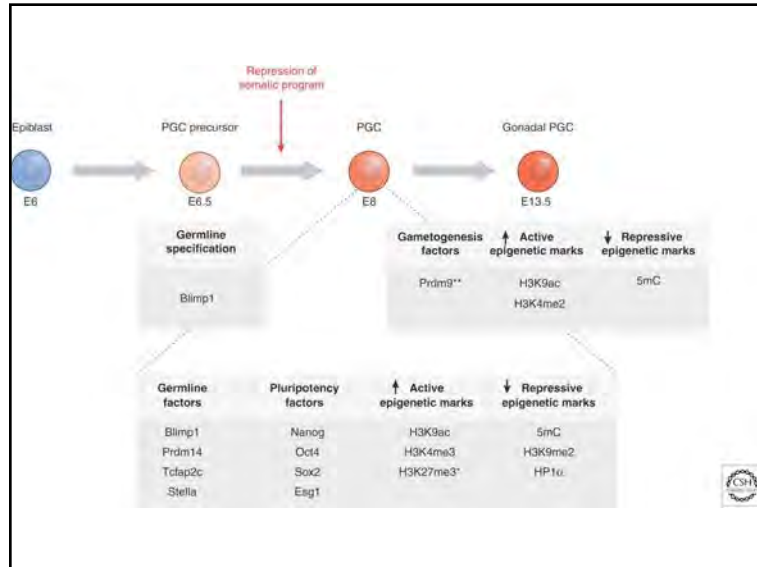 Repression of
somatic program
Epiblast
PGC precursor
PGC
Gonadal PGC
E6
E6.5
E8
E13.5
Germline
specification
Blimp1
Gametogenesis
factors
↑ Active
epigenetic marks
↓ Repressive
epigenetic marks
Prdm9**
H3K9ac
5mC
H3K4me2
Germline
factors
Pluripotency
factors
↑ Active
epigenetic marks
↓ Repressive
epigenetic marks
Blimp1
Nanog
H3K9ac
5mC
Prdm14
Oct4
H3K4me3
H3K9me2
Tcfap2c
Sox2
H3K27me3*
HP1α
Stella
Esg1
CSH